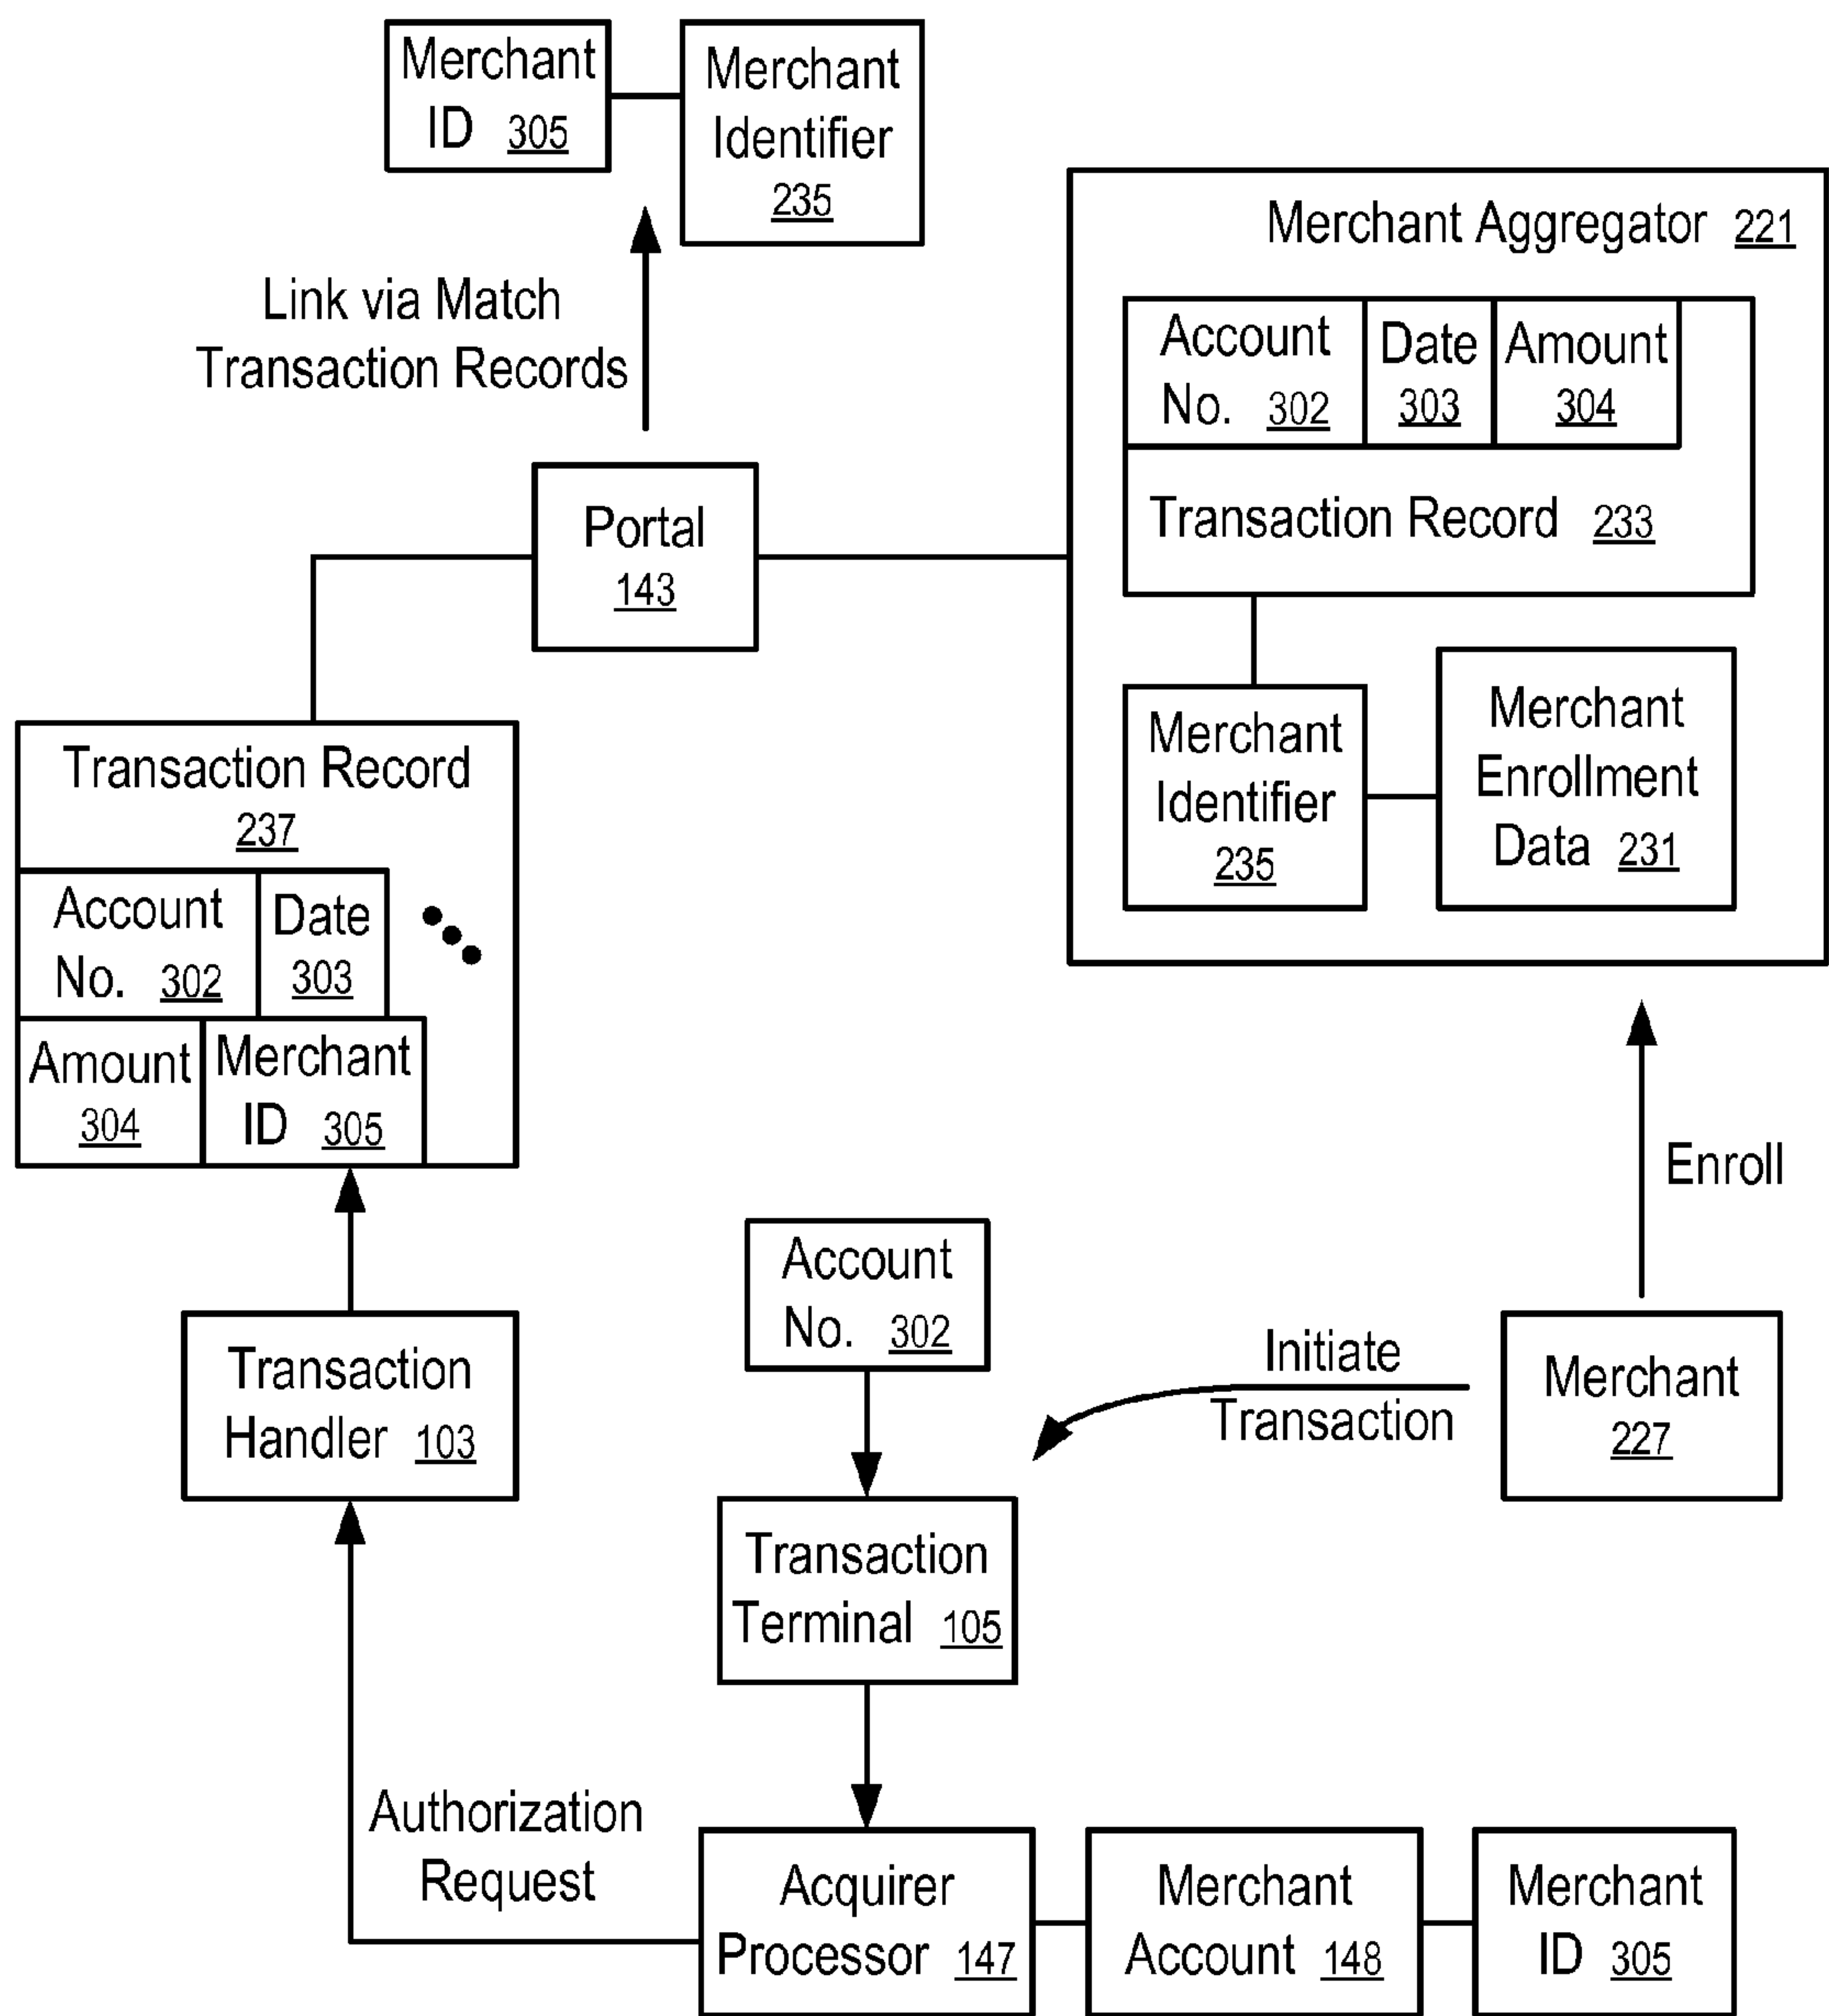 Merchant
ID 305
Merchant
Identifier
235
Link via Match
Transaction Records
Merchant Aggregator 221
Account
No. 302
Date
303
Amount
304
Transaction Record 233
Portal
143
Merchant
Identifier
235
Merchant
Enrollment
Data 231
Transaction Record
237
Account
No. 302
Date
303
Amount
304
Merchant
ID 305
Enroll
Account
No. 302
Transaction
Handler 103
Initiate
Transaction
Merchant
227
Transaction
Terminal 105
Authorization
Request
Acquirer
Processor 147
Merchant
Account 148
Merchant
ID 305